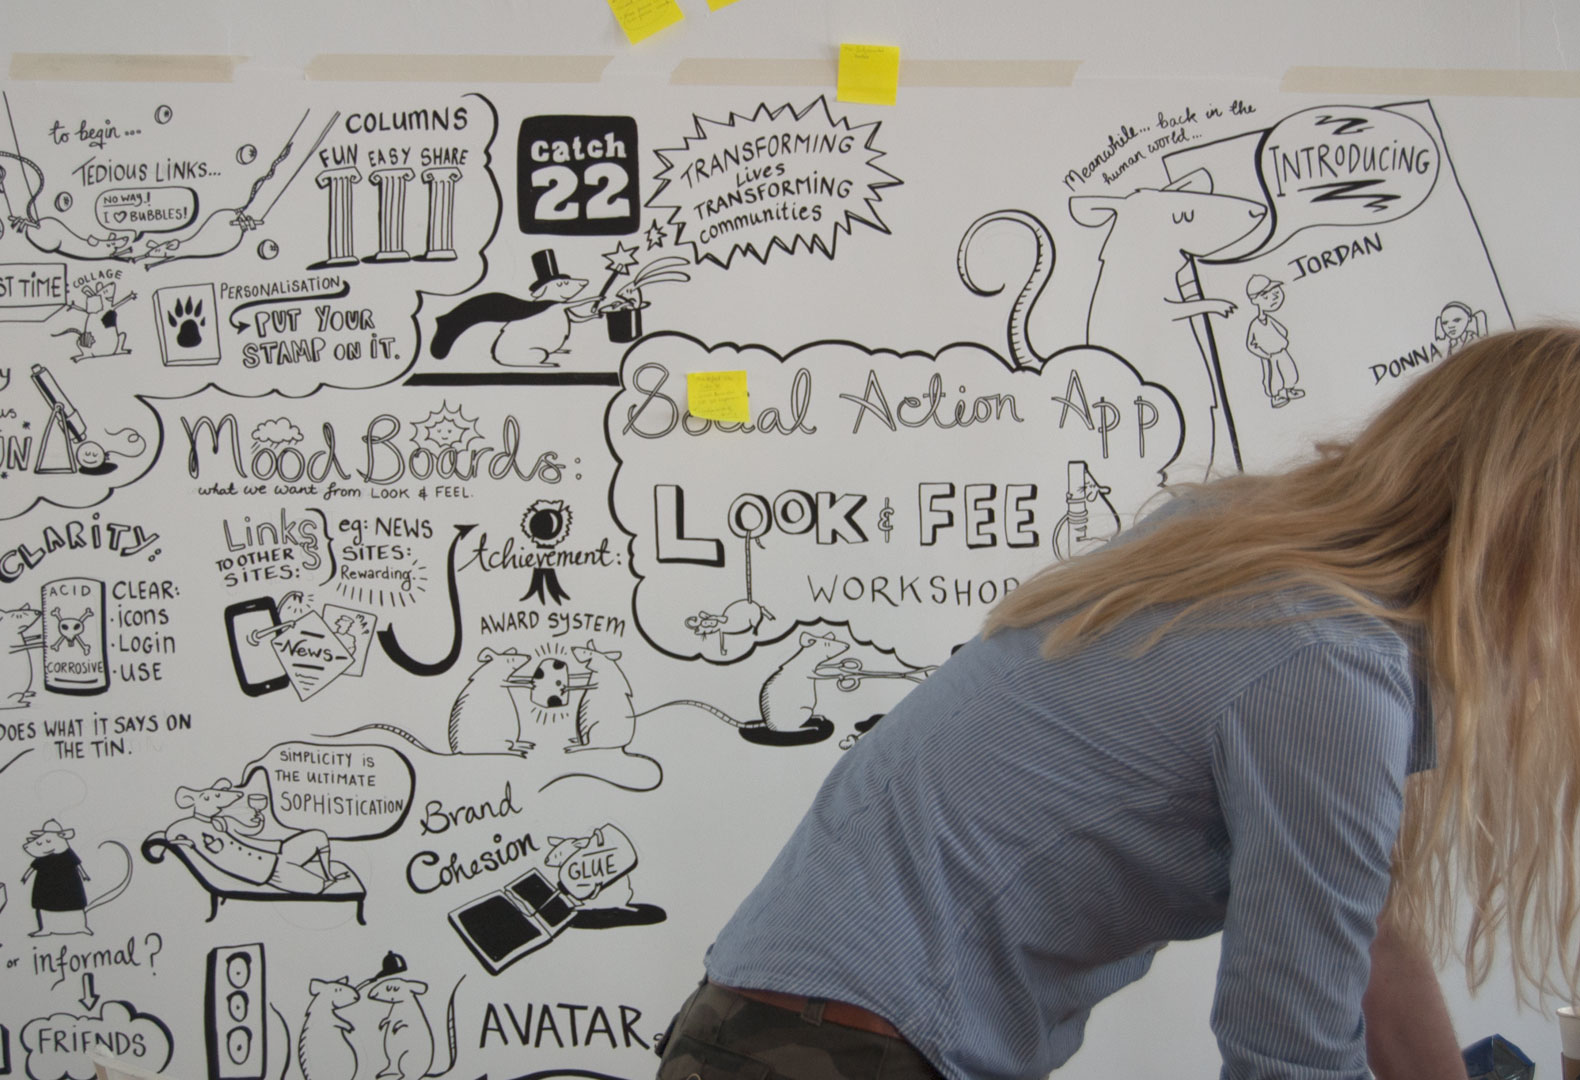 to begin...
TEDIOUS LINKS...
NO WAY!
I ♡ BUBBLES!
COLUMNS
FUN EASY SHARE
catch
22
TRANSFORMING
Lives
TRANSFORMING
communities
Meanwhile... back in the
human world...
INTRODUCING
JORDAN
DONNA
ST TIME:
COLLAGE
PERSONALISATION
PUT YOUR
STAMP ON IT.
Social Action App
LOOK & FEE
WORKSHOP
Mood Boards:
what we want from LOOK & FEEL.
CLARITY..
ACID
CORROSIVE
CLEAR:
· icons
· LOGIN
· USE
DOES WHAT IT SAYS ON
THE TIN.
Links
TO OTHER
SITES:
eg: NEWS
SITES:
Rewarding.
News
Achievement:
AWARD SYSTEM
SIMPLICITY IS
THE ULTIMATE
SOPHISTICATION
Brand
Cohesion
GLUE
or informal?
FRIENDS
AVATARs